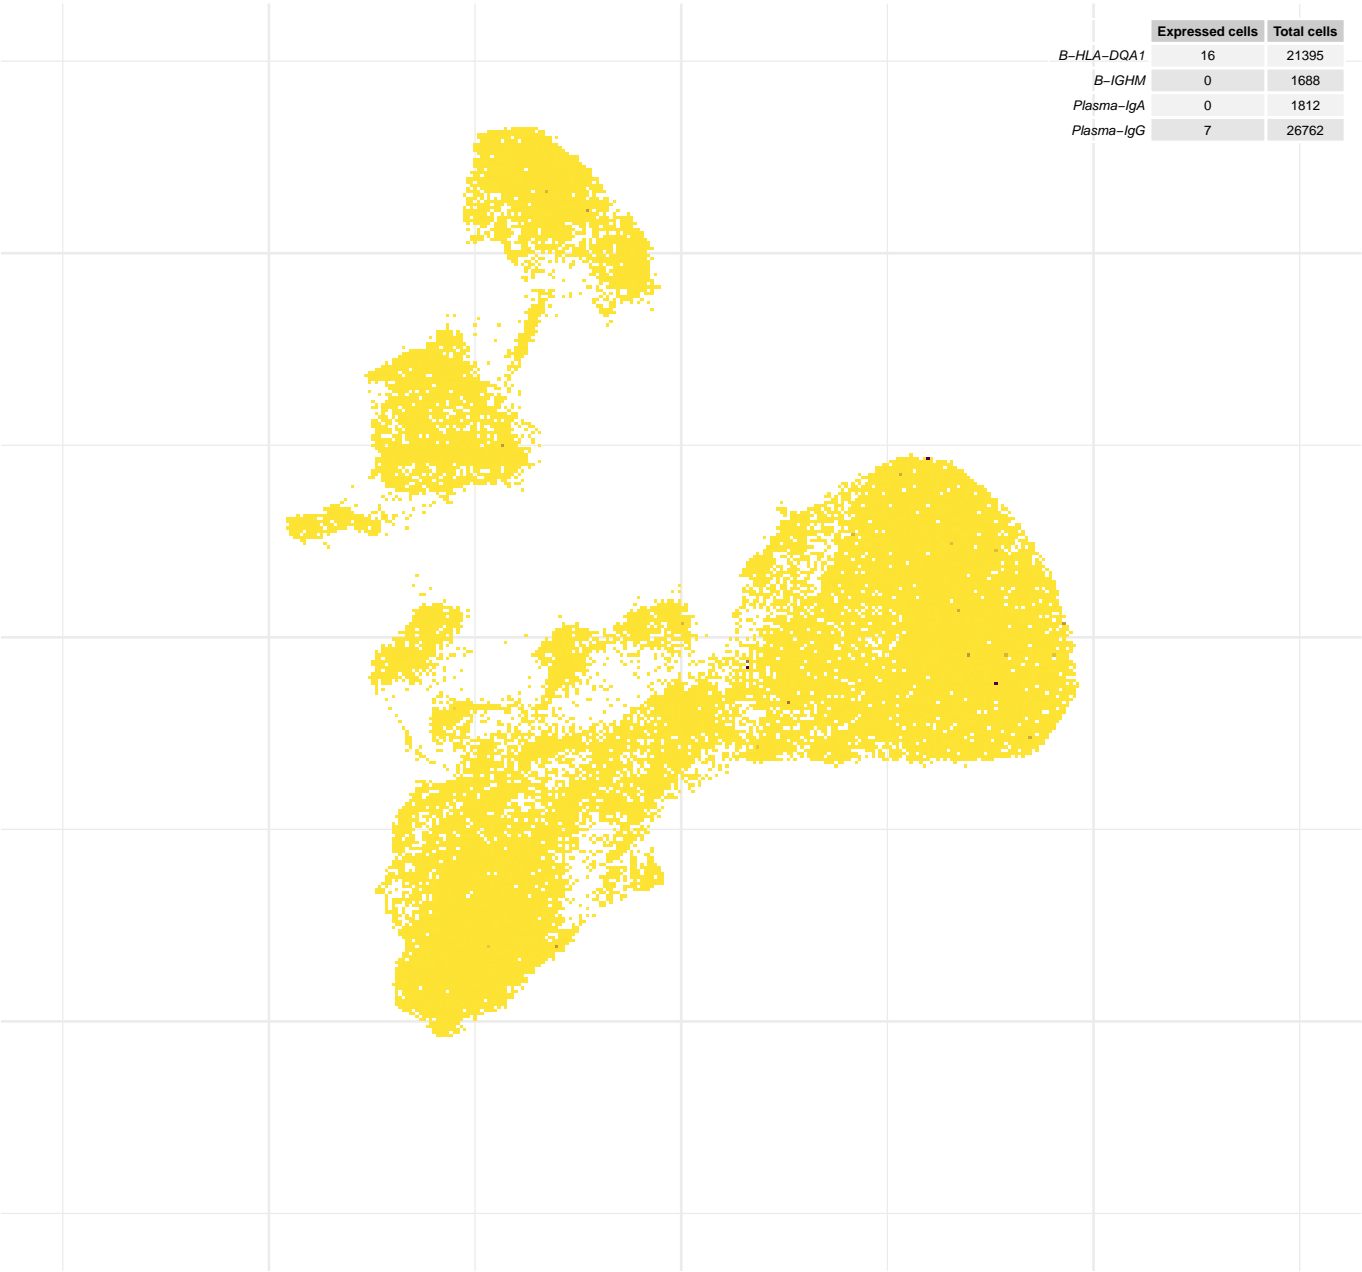 Expressed cells Total cells
B−HLA−DQA1 16 21395
B−IGHM 0 1688
Plasma−IgA 0 1812
Plasma−IgG 7 26762